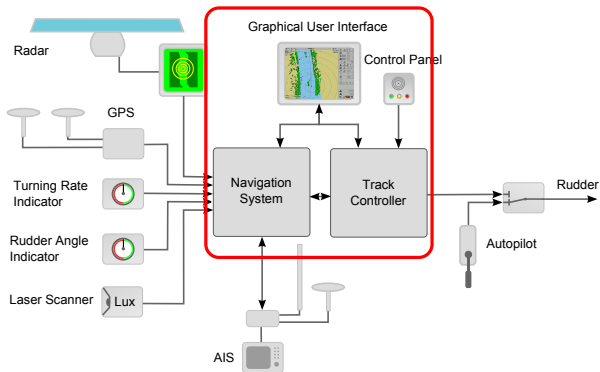 Graphical User Interface
Radar
Control Panel
GPS
Turning Rate
Indicator
Navigation
System
Track
Controller
Rudder
Rudder Angle
Indicator
Autopilot
Laser Scanner
Lux
AIS